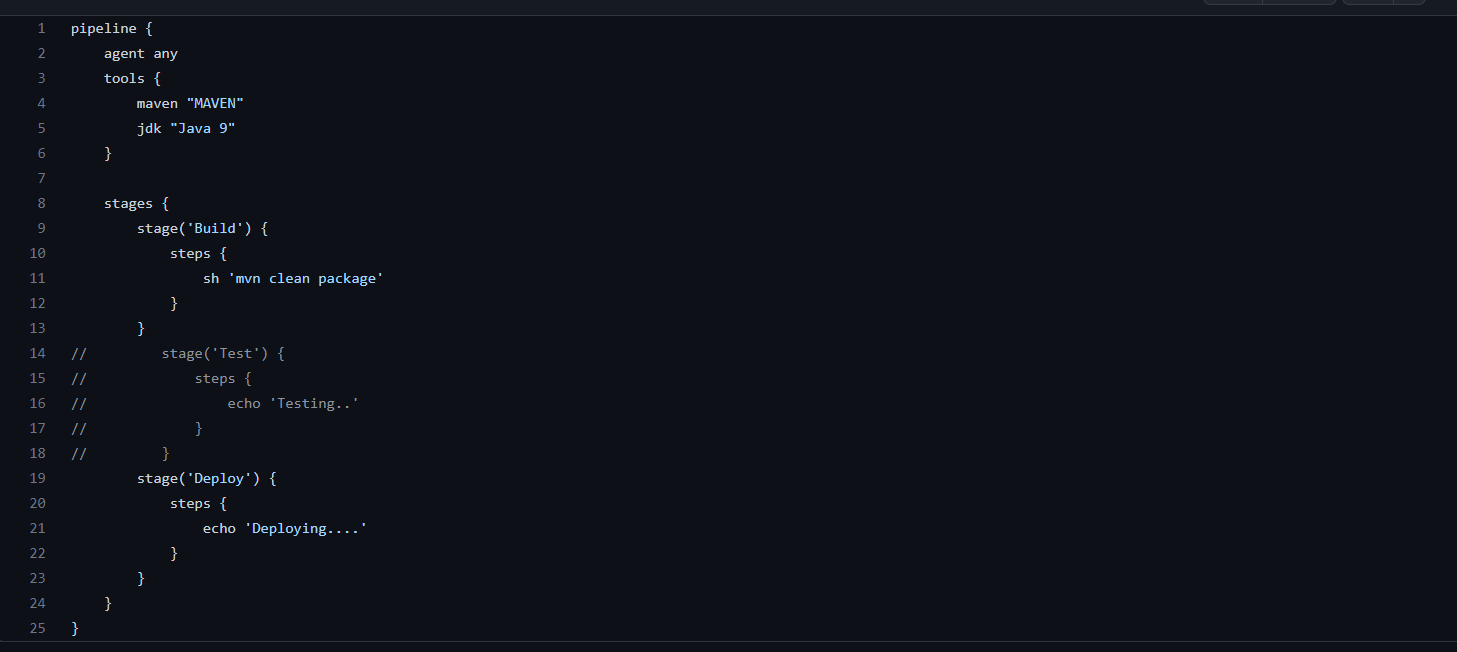 1 pipeline {
2     agent any
3     tools {
4         maven "MAVEN"
5         jdk "Java 9"
6     }
7
8     stages {
9         stage('Build') {
10             steps {
11                 sh 'mvn clean package'
12             }
13         }
14 //         stage('Test') {
15 //             steps {
16 //                 echo 'Testing..'
17 //             }
18 //         }
19         stage('Deploy') {
20             steps {
21                 echo 'Deploying....'
22             }
23         }
24     }
25 }